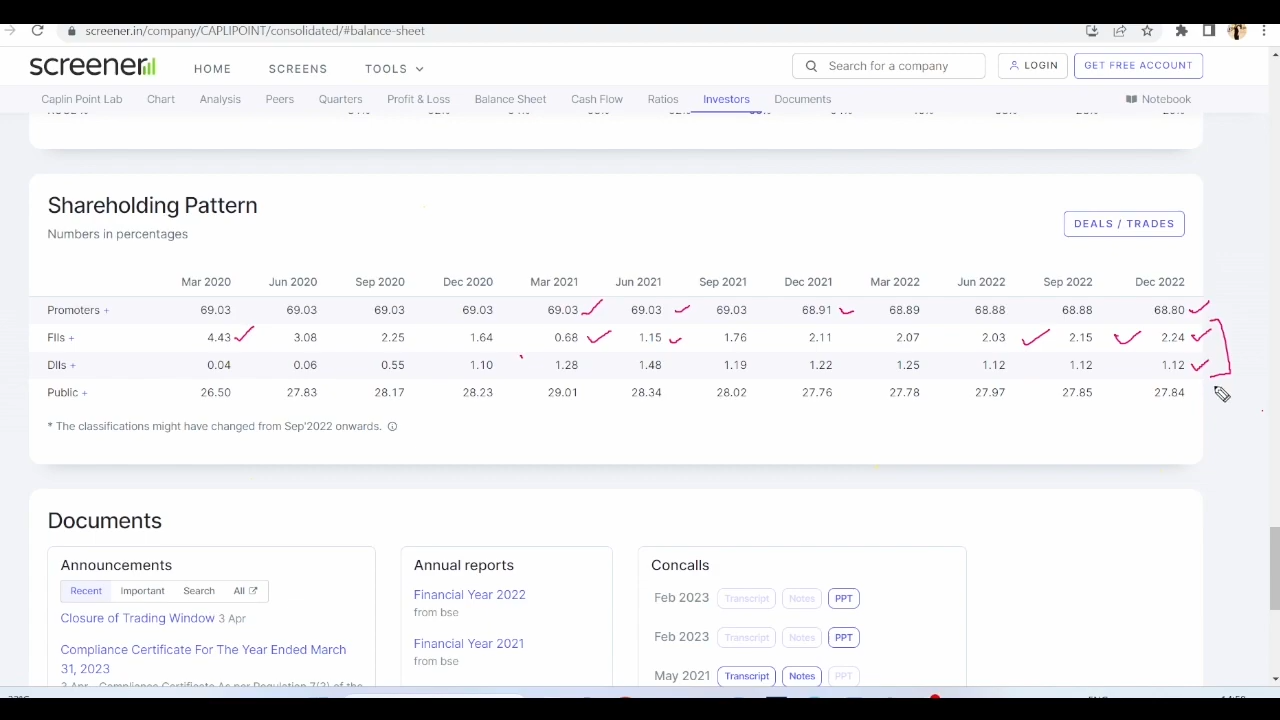 screener.in/company/CAPLIPOINT/consolidated/#balance-sheet
screener HOME SCREENS TOOLS Search for a company LOGIN GET FREE ACCOUNT
Caplin Point Lab Chart Analysis Peers Quarters Profit & Loss Balance Sheet Cash Flow Ratios Investors Documents Notebook
Shareholding Pattern
Numbers in percentages
DEALS / TRADES
Mar 2020 Jun 2020 Sep 2020 Dec 2020 Mar 2021 Jun 2021 Sep 2021 Dec 2021 Mar 2022 Jun 2022 Sep 2022 Dec 2022
Promoters + 69.03 69.03 69.03 69.03 69.03 69.03 69.03 68.91 68.89 68.88 68.88 68.80
FIIs + 4.43 3.08 2.25 1.64 0.68 1.15 1.76 2.11 2.07 2.03 2.15 2.24
DIIs + 0.04 0.06 0.55 1.10 1.28 1.48 1.19 1.22 1.25 1.12 1.12 1.12
Public + 26.50 27.83 28.17 28.23 29.01 28.34 28.02 27.76 27.78 27.97 27.85 27.84
* The classifications might have changed from Sep'2022 onwards.
Documents
Announcements
Recent Important Search All
Closure of Trading Window 3 Apr
Compliance Certificate For The Year Ended March
31, 2023
3 Apr - Compliance Certificate As per Regulation 7(3) of the
Annual reports
Financial Year 2022
from bse
Financial Year 2021
from bse
Concalls
Feb 2023 Transcript Notes PPT
Feb 2023 Transcript Notes PPT
May 2021 Transcript Notes PPT